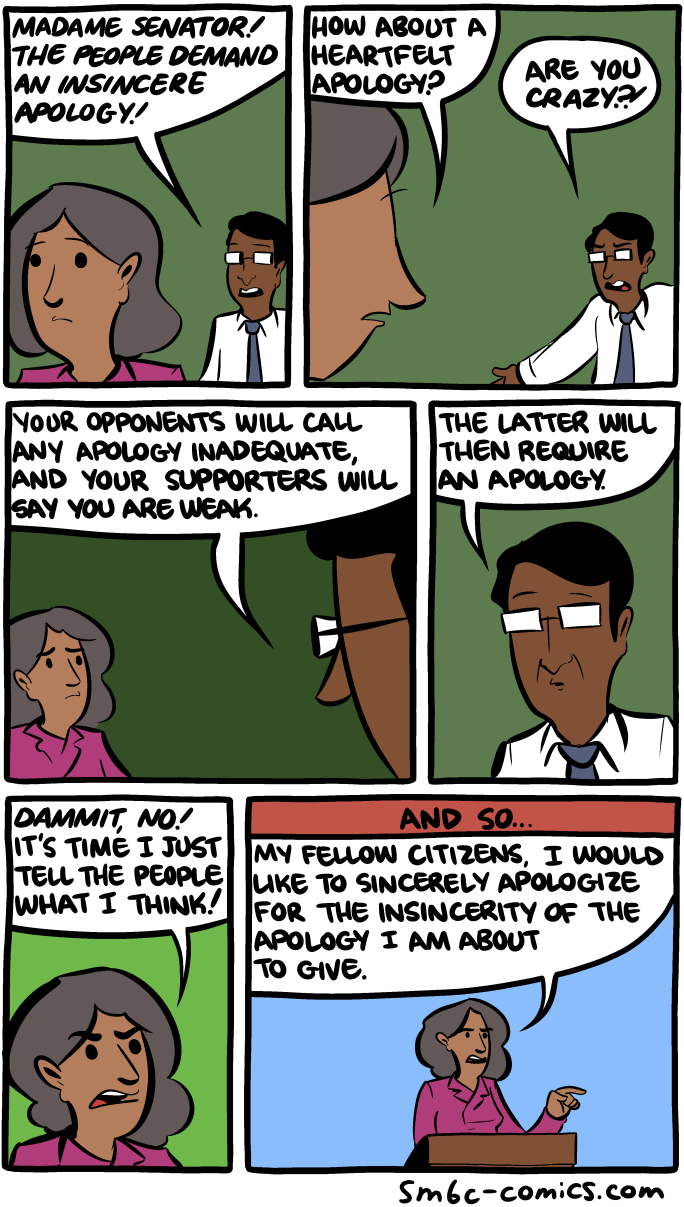 MADAME SENATOR!
THE PEOPLE DEMAND
AN INSINCERE
APOLOGY!
HOW ABOUT A
HEARTFELT
APOLOGY?
ARE YOU
CRAZY?!
YOUR OPPONENTS WILL CALL
ANY APOLOGY INADEQUATE,
AND YOUR SUPPORTERS WILL
SAY YOU ARE WEAK.
THE LATTER WILL
THEN REQUIRE
AN APOLOGY.
DAMMIT, NO!
IT'S TIME I JUST
TELL THE PEOPLE
WHAT I THINK!
AND SO...
MY FELLOW CITIZENS, I WOULD
LIKE TO SINCERELY APOLOGIZE
FOR THE INSINCERITY OF THE
APOLOGY I AM ABOUT
TO GIVE.
smbc-comics.com